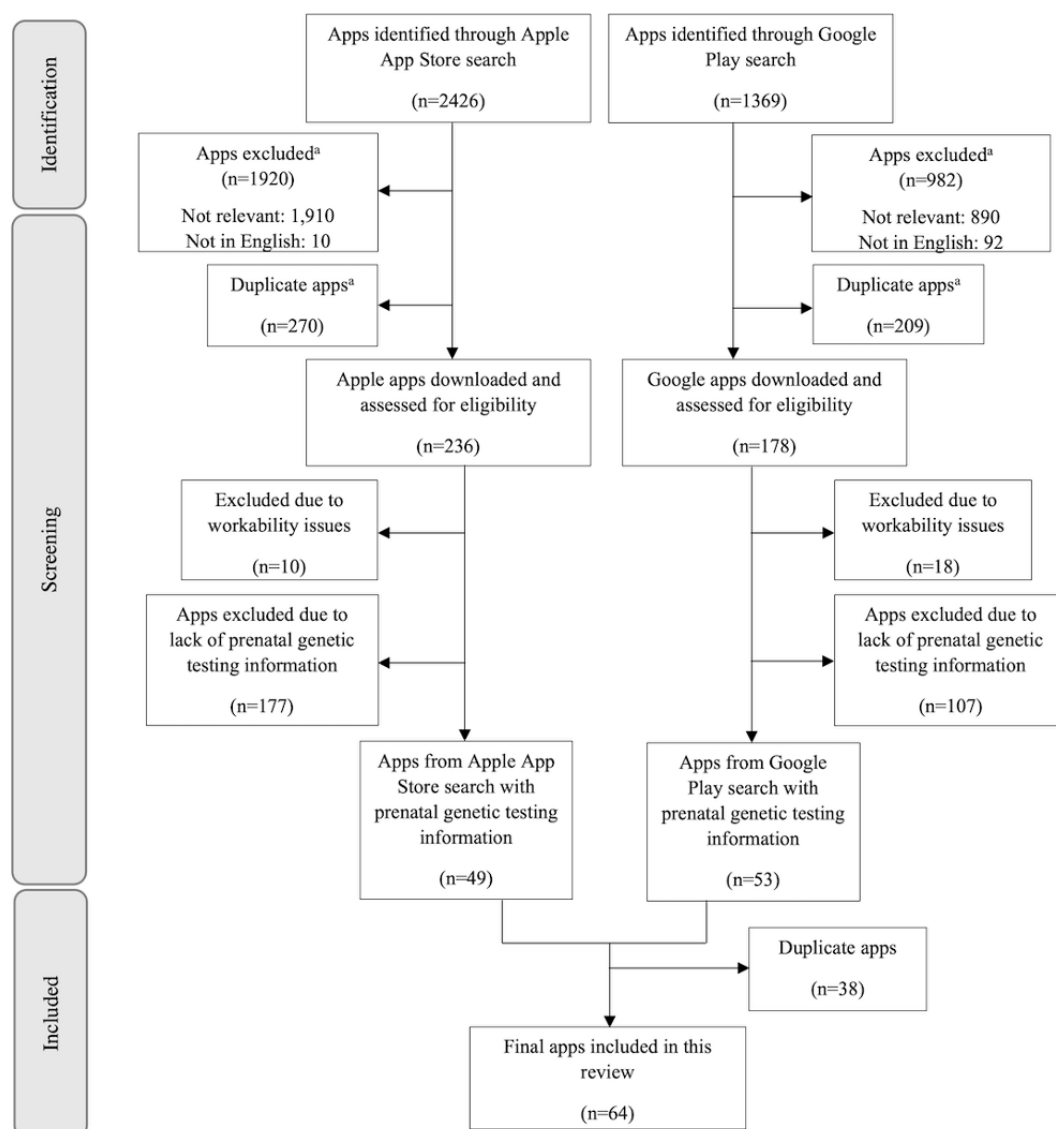 Identification
Apps identified through Apple
App Store search
(n=2426)
Apps identified through Google
Play search
(n=1369)
Apps excludedᵃ
(n=1920)
Not relevant: 1,910
Not in English: 10
Apps excludedᵃ
(n=982)
Not relevant: 890
Not in English: 92
Screening
Duplicate appsᵃ
(n=270)
Duplicate appsᵃ
(n=209)
Apple apps downloaded and
assessed for eligibility
(n=236)
Google apps downloaded and
assessed for eligibility
(n=178)
Excluded due to
workability issues
(n=10)
Excluded due to
workability issues
(n=18)
Apps excluded due to
lack of prenatal genetic
testing information
(n=177)
Apps excluded due to
lack of prenatal genetic
testing information
(n=107)
Apps from Apple App
Store search with
prenatal genetic testing
information
(n=49)
Apps from Google
Play search with
prenatal genetic testing
information
(n=53)
Included
Duplicate apps
(n=38)
Final apps included in this
review
(n=64)